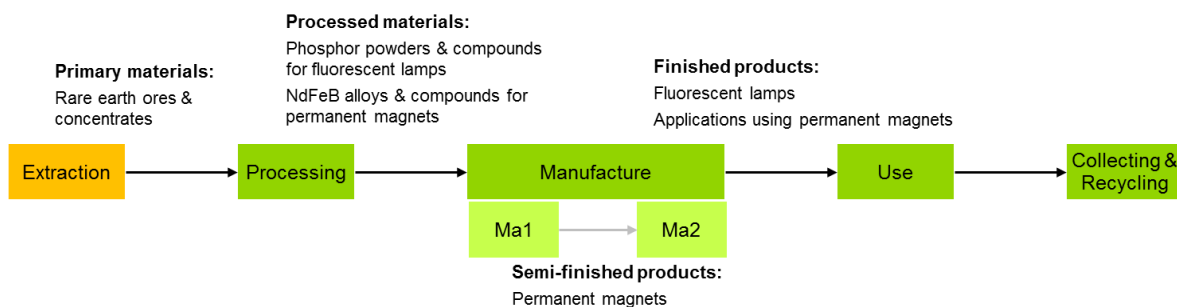 Processed materials:
Phosphor powders & compounds
for fluorescent lamps
NdFeB alloys & compounds for
permanent magnets
Primary materials:
Rare earth ores &
concentrates
Finished products:
Fluorescent lamps
Applications using permanent magnets
Extraction
Processing
Manufacture
Use
Collecting &
Recycling
Ma1
Ma2
Semi-finished products:
Permanent magnets